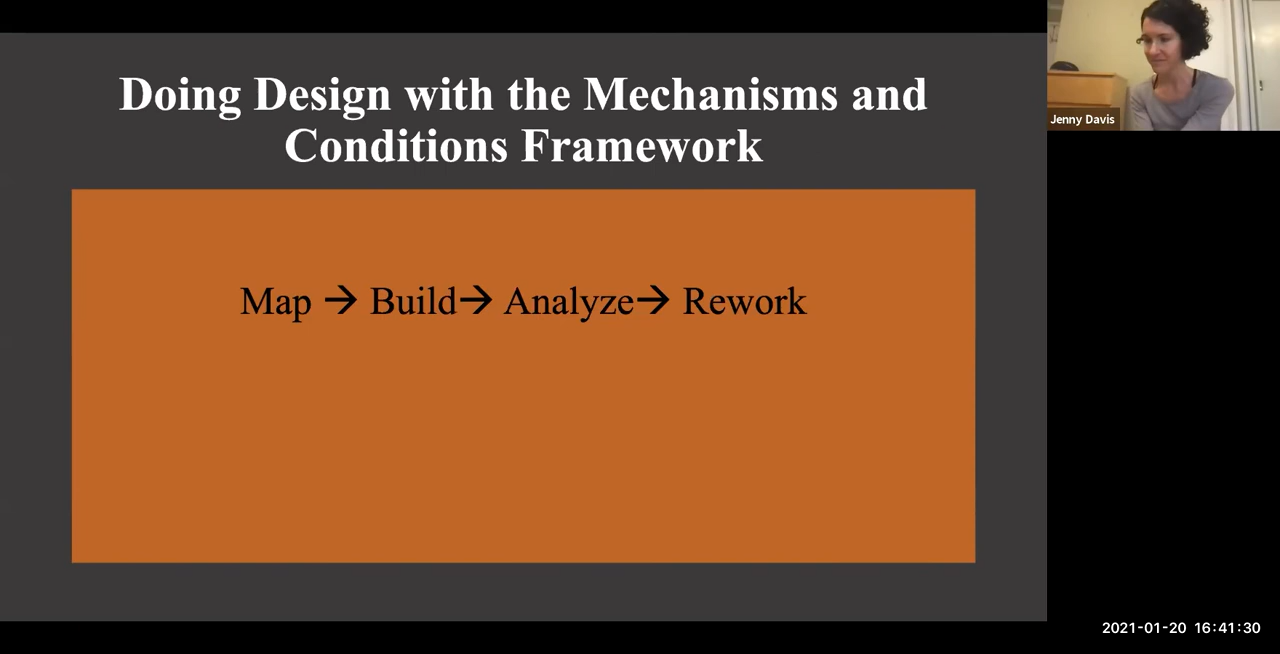 Doing Design with the Mechanisms and
Conditions Framework
Map → Build→ Analyze→ Rework
Jenny Davis
2021-01-20 16:41:30